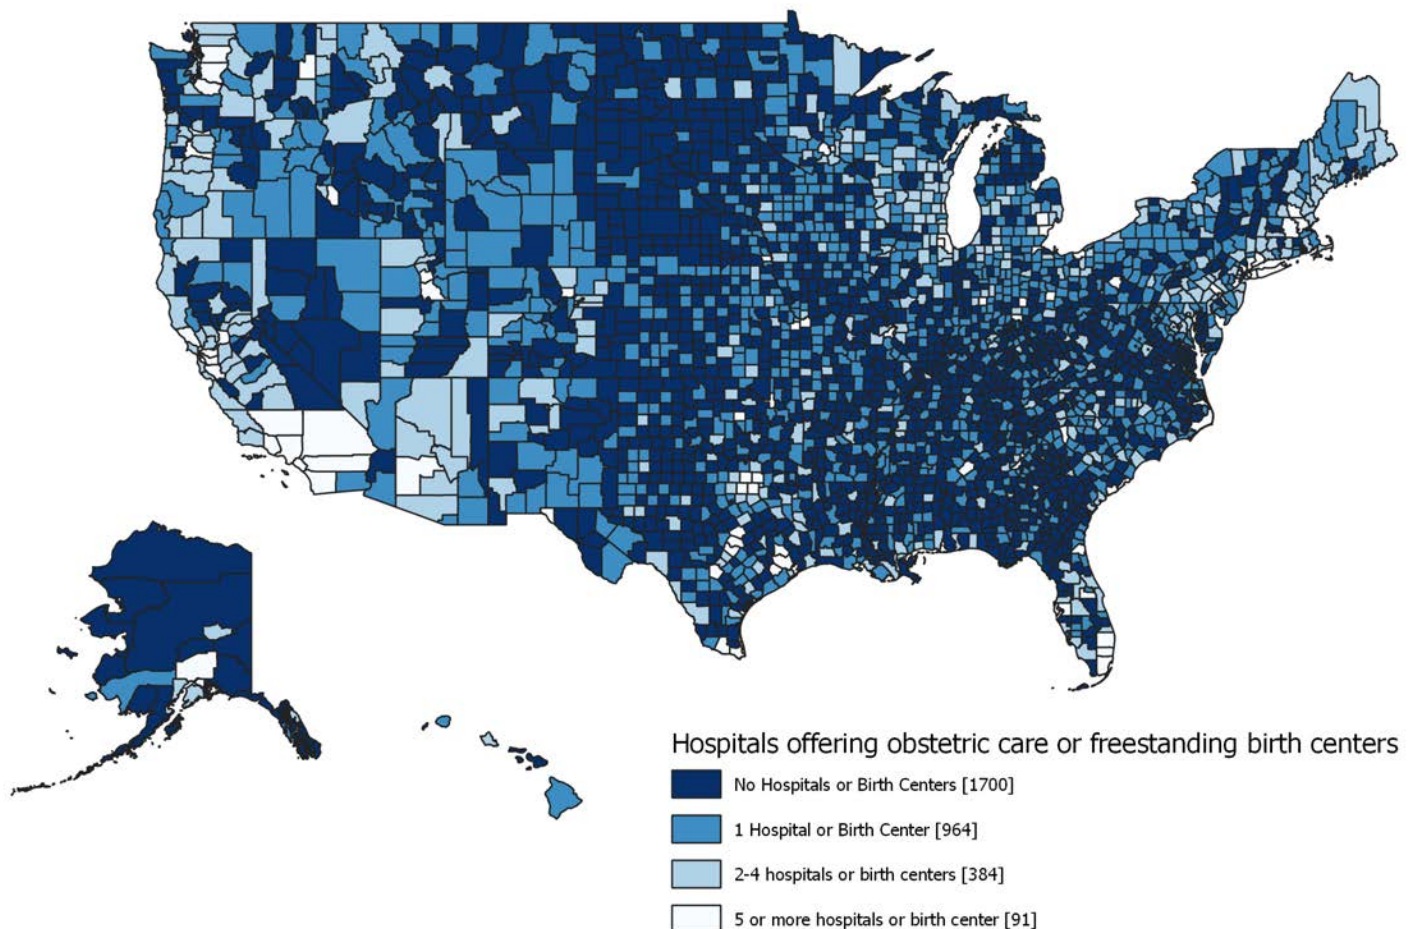 Hospitals offering obstetric care or freestanding birth centers
No Hospitals or Birth Centers [1700]
1 Hospital or Birth Center [964]
2-4 hospitals or birth centers [384]
5 or more hospitals or birth center [91]